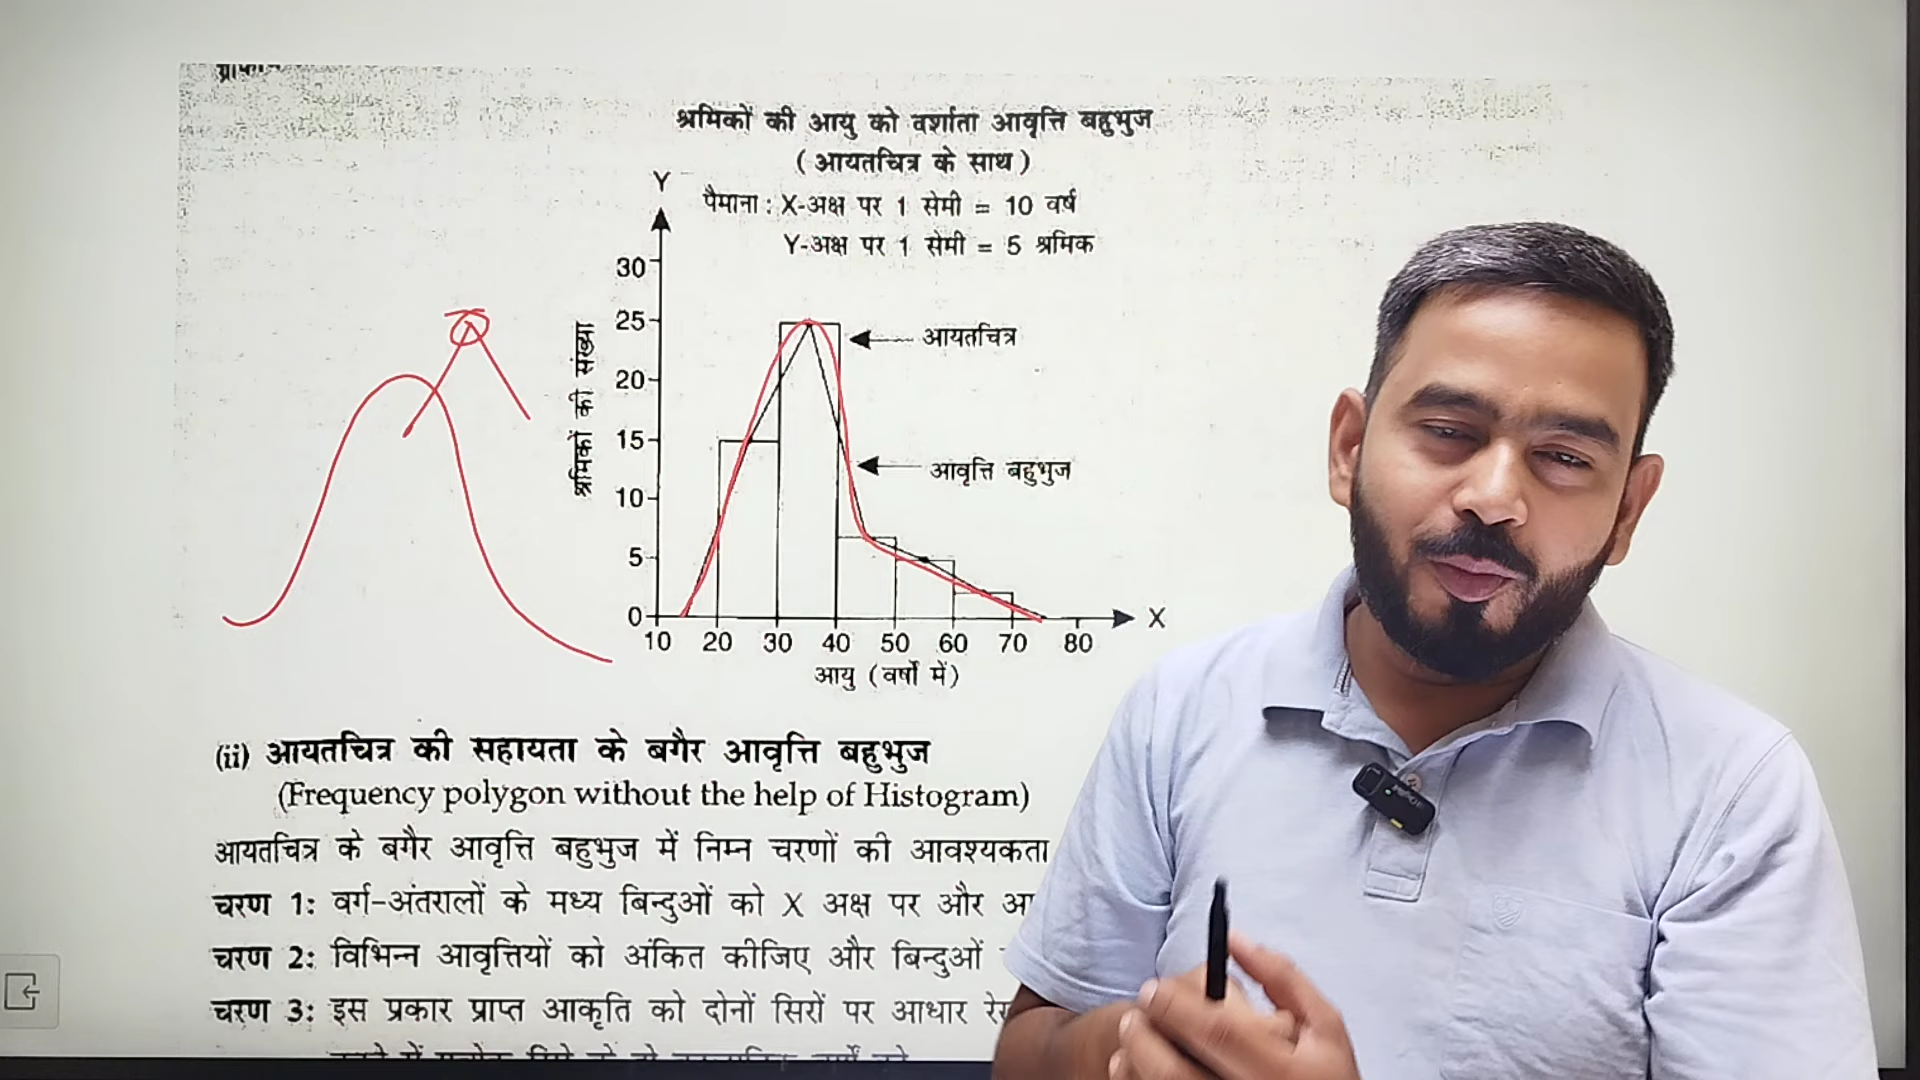 श्रमिकों की आयु को दर्शाता आवृत्ति बहुभुज
( आयतचित्र के साथ )
पैमाना : X-अक्ष पर 1 सेमी = 10 वर्ष
Y-अक्ष पर 1 सेमी = 5 श्रमिक
Y
30
25
20
15
10
5
0
श्रमिकों की संख्या
आयतचित्र
आवृत्ति बहुभुज
X
10 20 30 40 50 60 70 80
आयु (वर्षों में)
(ii) आयतचित्र की सहायता के बगैर आवृत्ति बहुभुज
(Frequency polygon without the help of Histogram)
आयतचित्र के बगैर आवृत्ति बहुभुज में निम्न चरणों की आवश्यकता
चरण 1: वर्ग-अंतरालों के मध्य बिन्दुओं को X अक्ष पर और
चरण 2: विभिन्न आवृत्तियों को अंकित कीजिए और बिन्दुओं
चरण 3: इस प्रकार प्राप्त आकृति को दोनों सिरों पर आधार